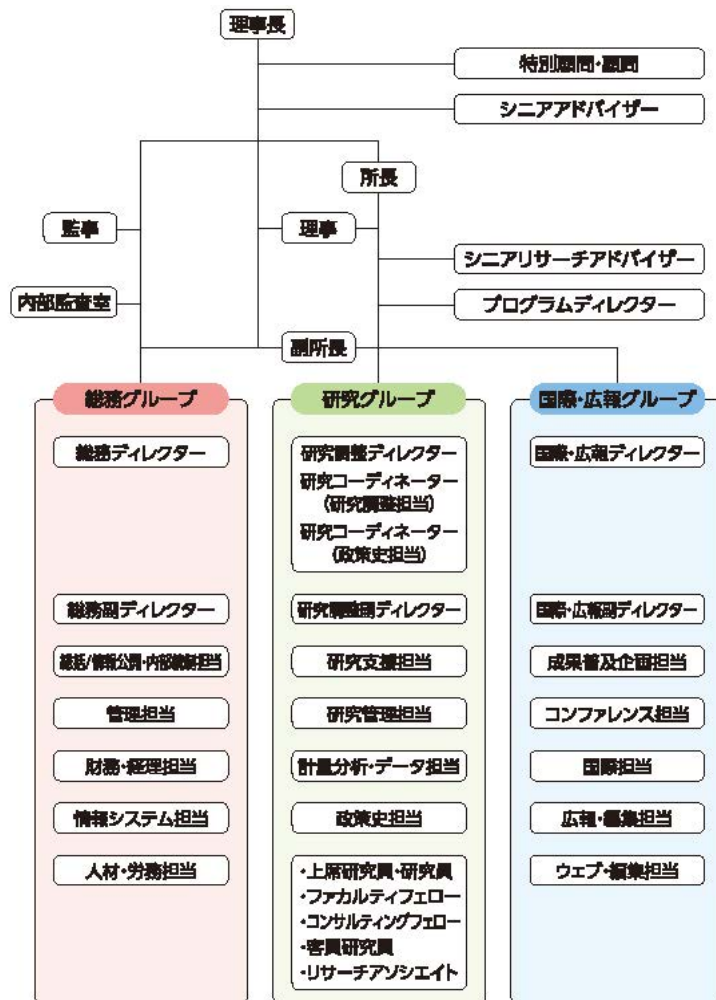 理事長
特別顧問・顧問
シニアアドバイザー
所長
監事
理事
シニアリサーチアドバイザー
内部監査室
プログラムディレクター
副所長
総務グループ
総務ディレクター
総務副ディレクター
総括/情報公開・内部統制担当
管理担当
財務・経理担当
情報システム担当
人材・労務担当
研究グループ
研究調整ディレクター
研究コーディネーター
(研究調整担当)
研究コーディネーター
(政策史担当)
研究調整副ディレクター
研究支援担当
研究管理担当
計量分析・データ担当
政策史担当
・上席研究員・研究員
・ファカルティフェロー
・コンサルティングフェロー
・客員研究員
・リサーチアソシエイト
国際・広報グループ
国際・広報ディレクター
国際・広報副ディレクター
成果普及企画担当
コンファレンス担当
国際担当
広報・編集担当
ウェブ・編集担当